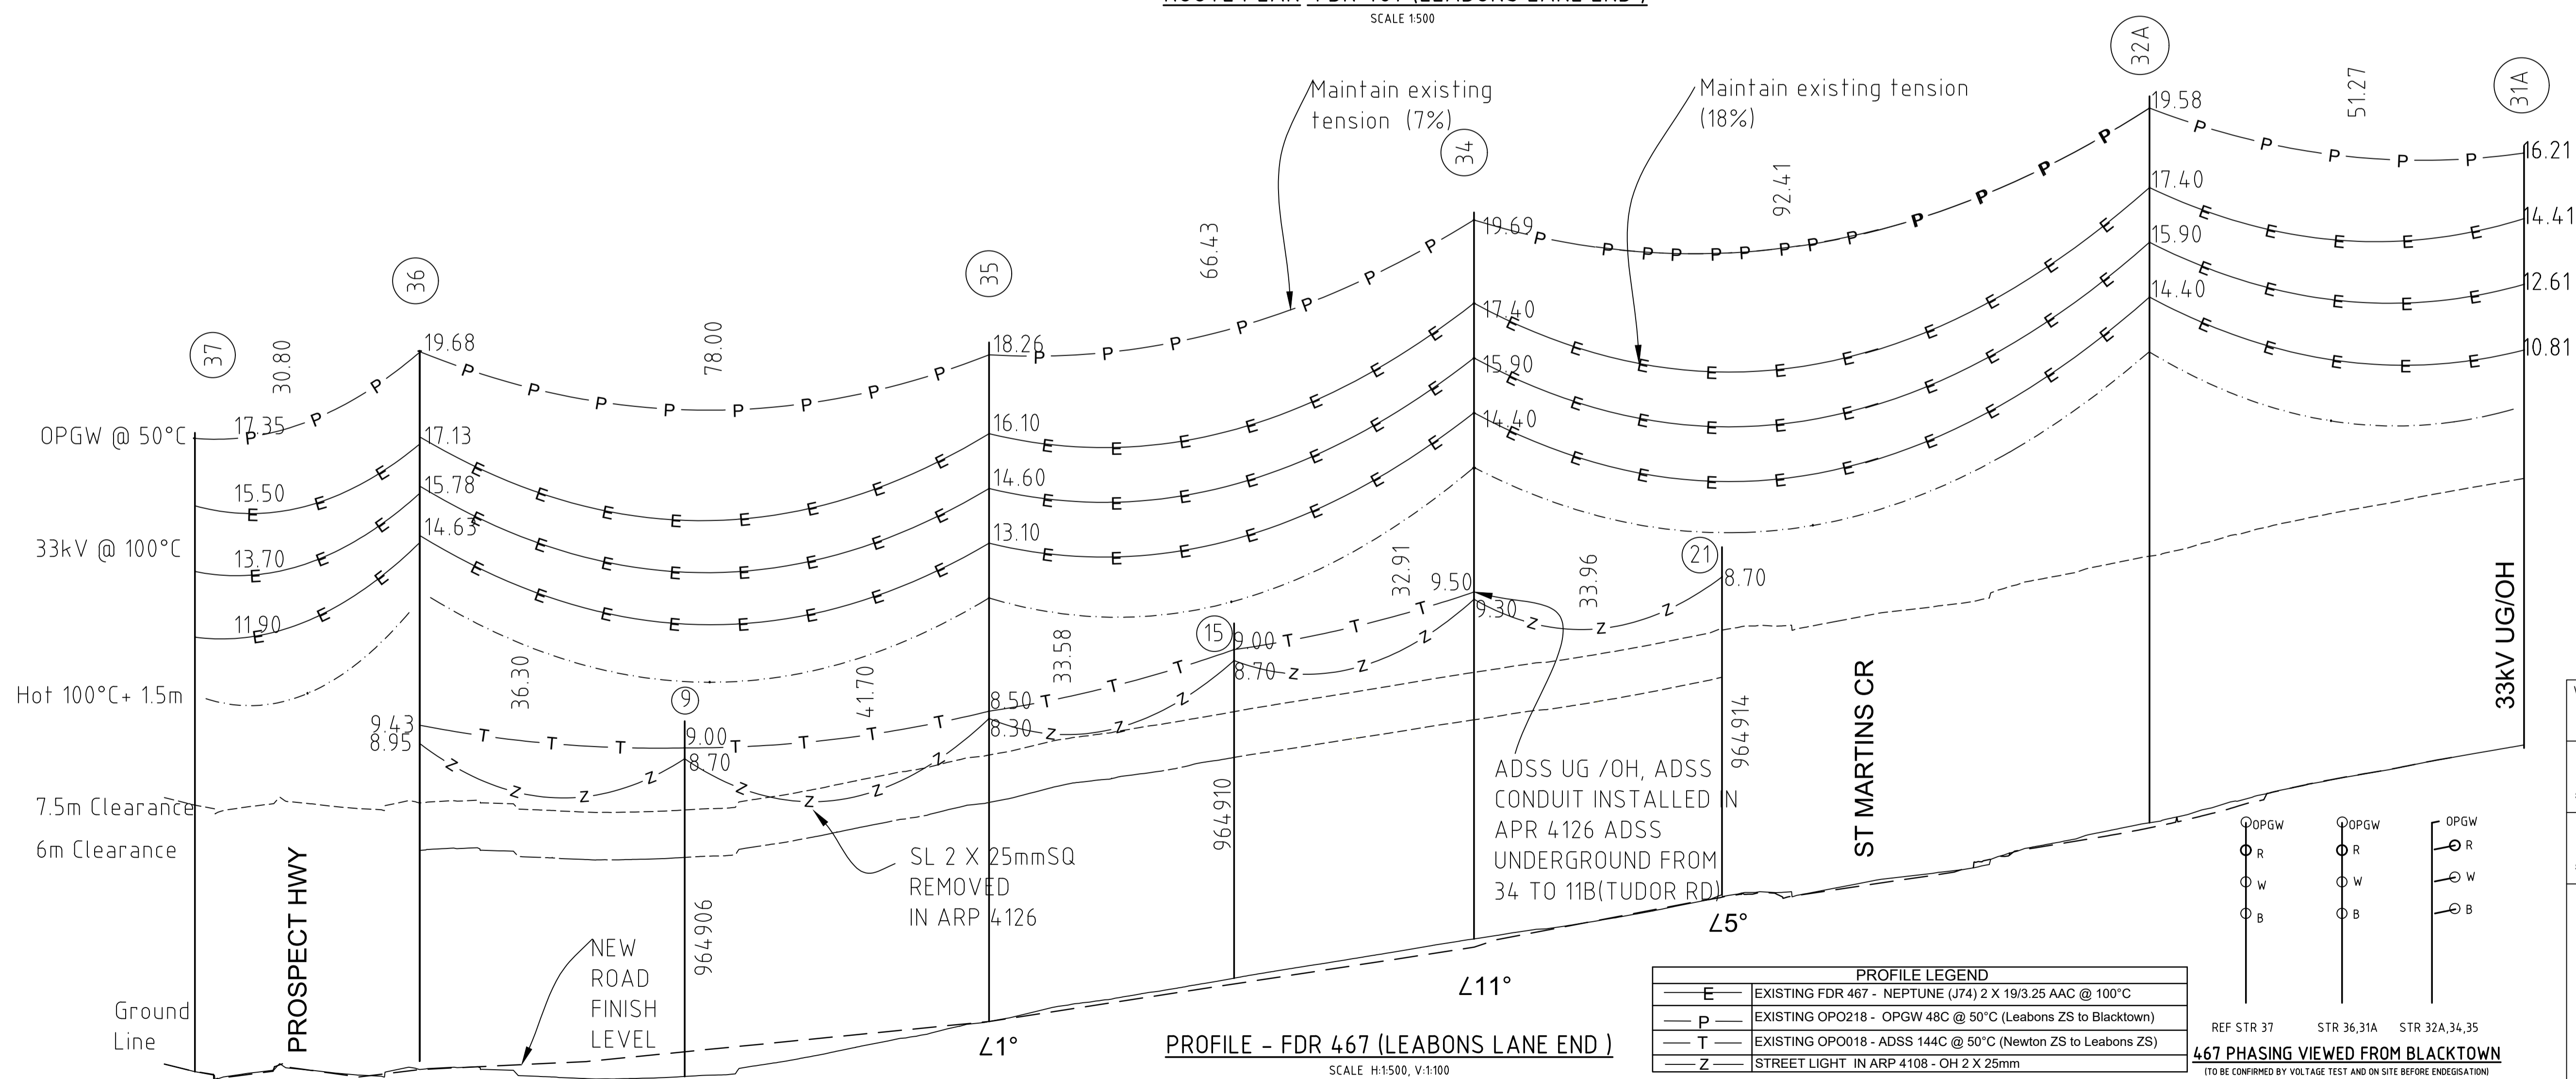 SCALE 1:500
32A
51.27
31A
Maintain existing
tension (7%)
Maintain existing tension
(18%)
34
92.41
66.43
36
35
37
30.80
78.00
19.58
16.21
17.40
14.41
15.90
12.61
14.40
10.81
19.69
17.40
15.90
14.40
OPGW @ 50°C
17.35
19.68
18.26
P
E
17.13
16.10
15.50
15.78
14.60
33kV @ 100°C
13.70
14.63
13.10
11.90
Hot 100°C+ 1.5m
36.30
9
41.70
33.58
15
32.91
33.96
21
9.43
8.95
9.00
8.70
8.50
8.30
9.00
8.70
9.50
9.30
8.70
T
Z
7.5m Clearance
6m Clearance
PROSPECT HWY
964906
964910
964914
ST MARTINS CR
33kV UG/OH
SL 2 X 25mmSQ
REMOVED
IN ARP 4126
ADSS UG /OH, ADSS
CONDUIT INSTALLED IN
APR 4126 ADSS
UNDERGROUND FROM
34 TO 11B(TUDOR RD)
NEW
ROAD
FINISH
LEVEL
Ground
Line
∠1°
∠11°
∠5°
PROFILE - FDR 467 (LEABONS LANE END )
SCALE H:1:500, V:1:100
PROFILE LEGEND
E EXISTING FDR 467 - NEPTUNE (J74) 2 X 19/3.25 AAC @ 100°C
P EXISTING OPO218 - OPGW 48C @ 50°C (Leabons ZS to Blacktown)
T EXISTING OPO018 - ADSS 144C @ 50°C (Newton ZS to Leabons ZS)
Z STREET LIGHT IN ARP 4108 - OH 2 X 25mm
OPGW
R
W
B
REF STR 37
OPGW
R
W
B
STR 36,31A
OPGW
R
W
B
STR 32A,34,35
467 PHASING VIEWED FROM BLACKTOWN
(TO BE CONFIRMED BY VOLTAGE TEST AND ON SITE BEFORE ENDEGISATION)